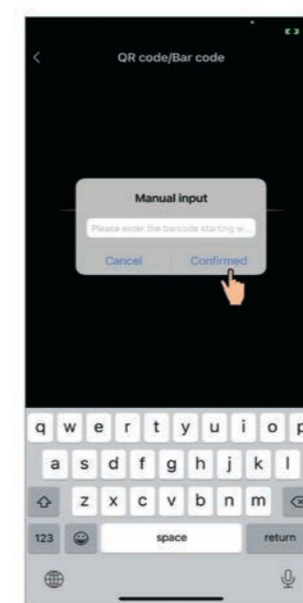 QR code/Bar code
Manual input
Please enter the barcode starting w...
Cancel Confirmed
q w e r t y u i o p
a s d f g h j k l
z x c v b n m
123 space return